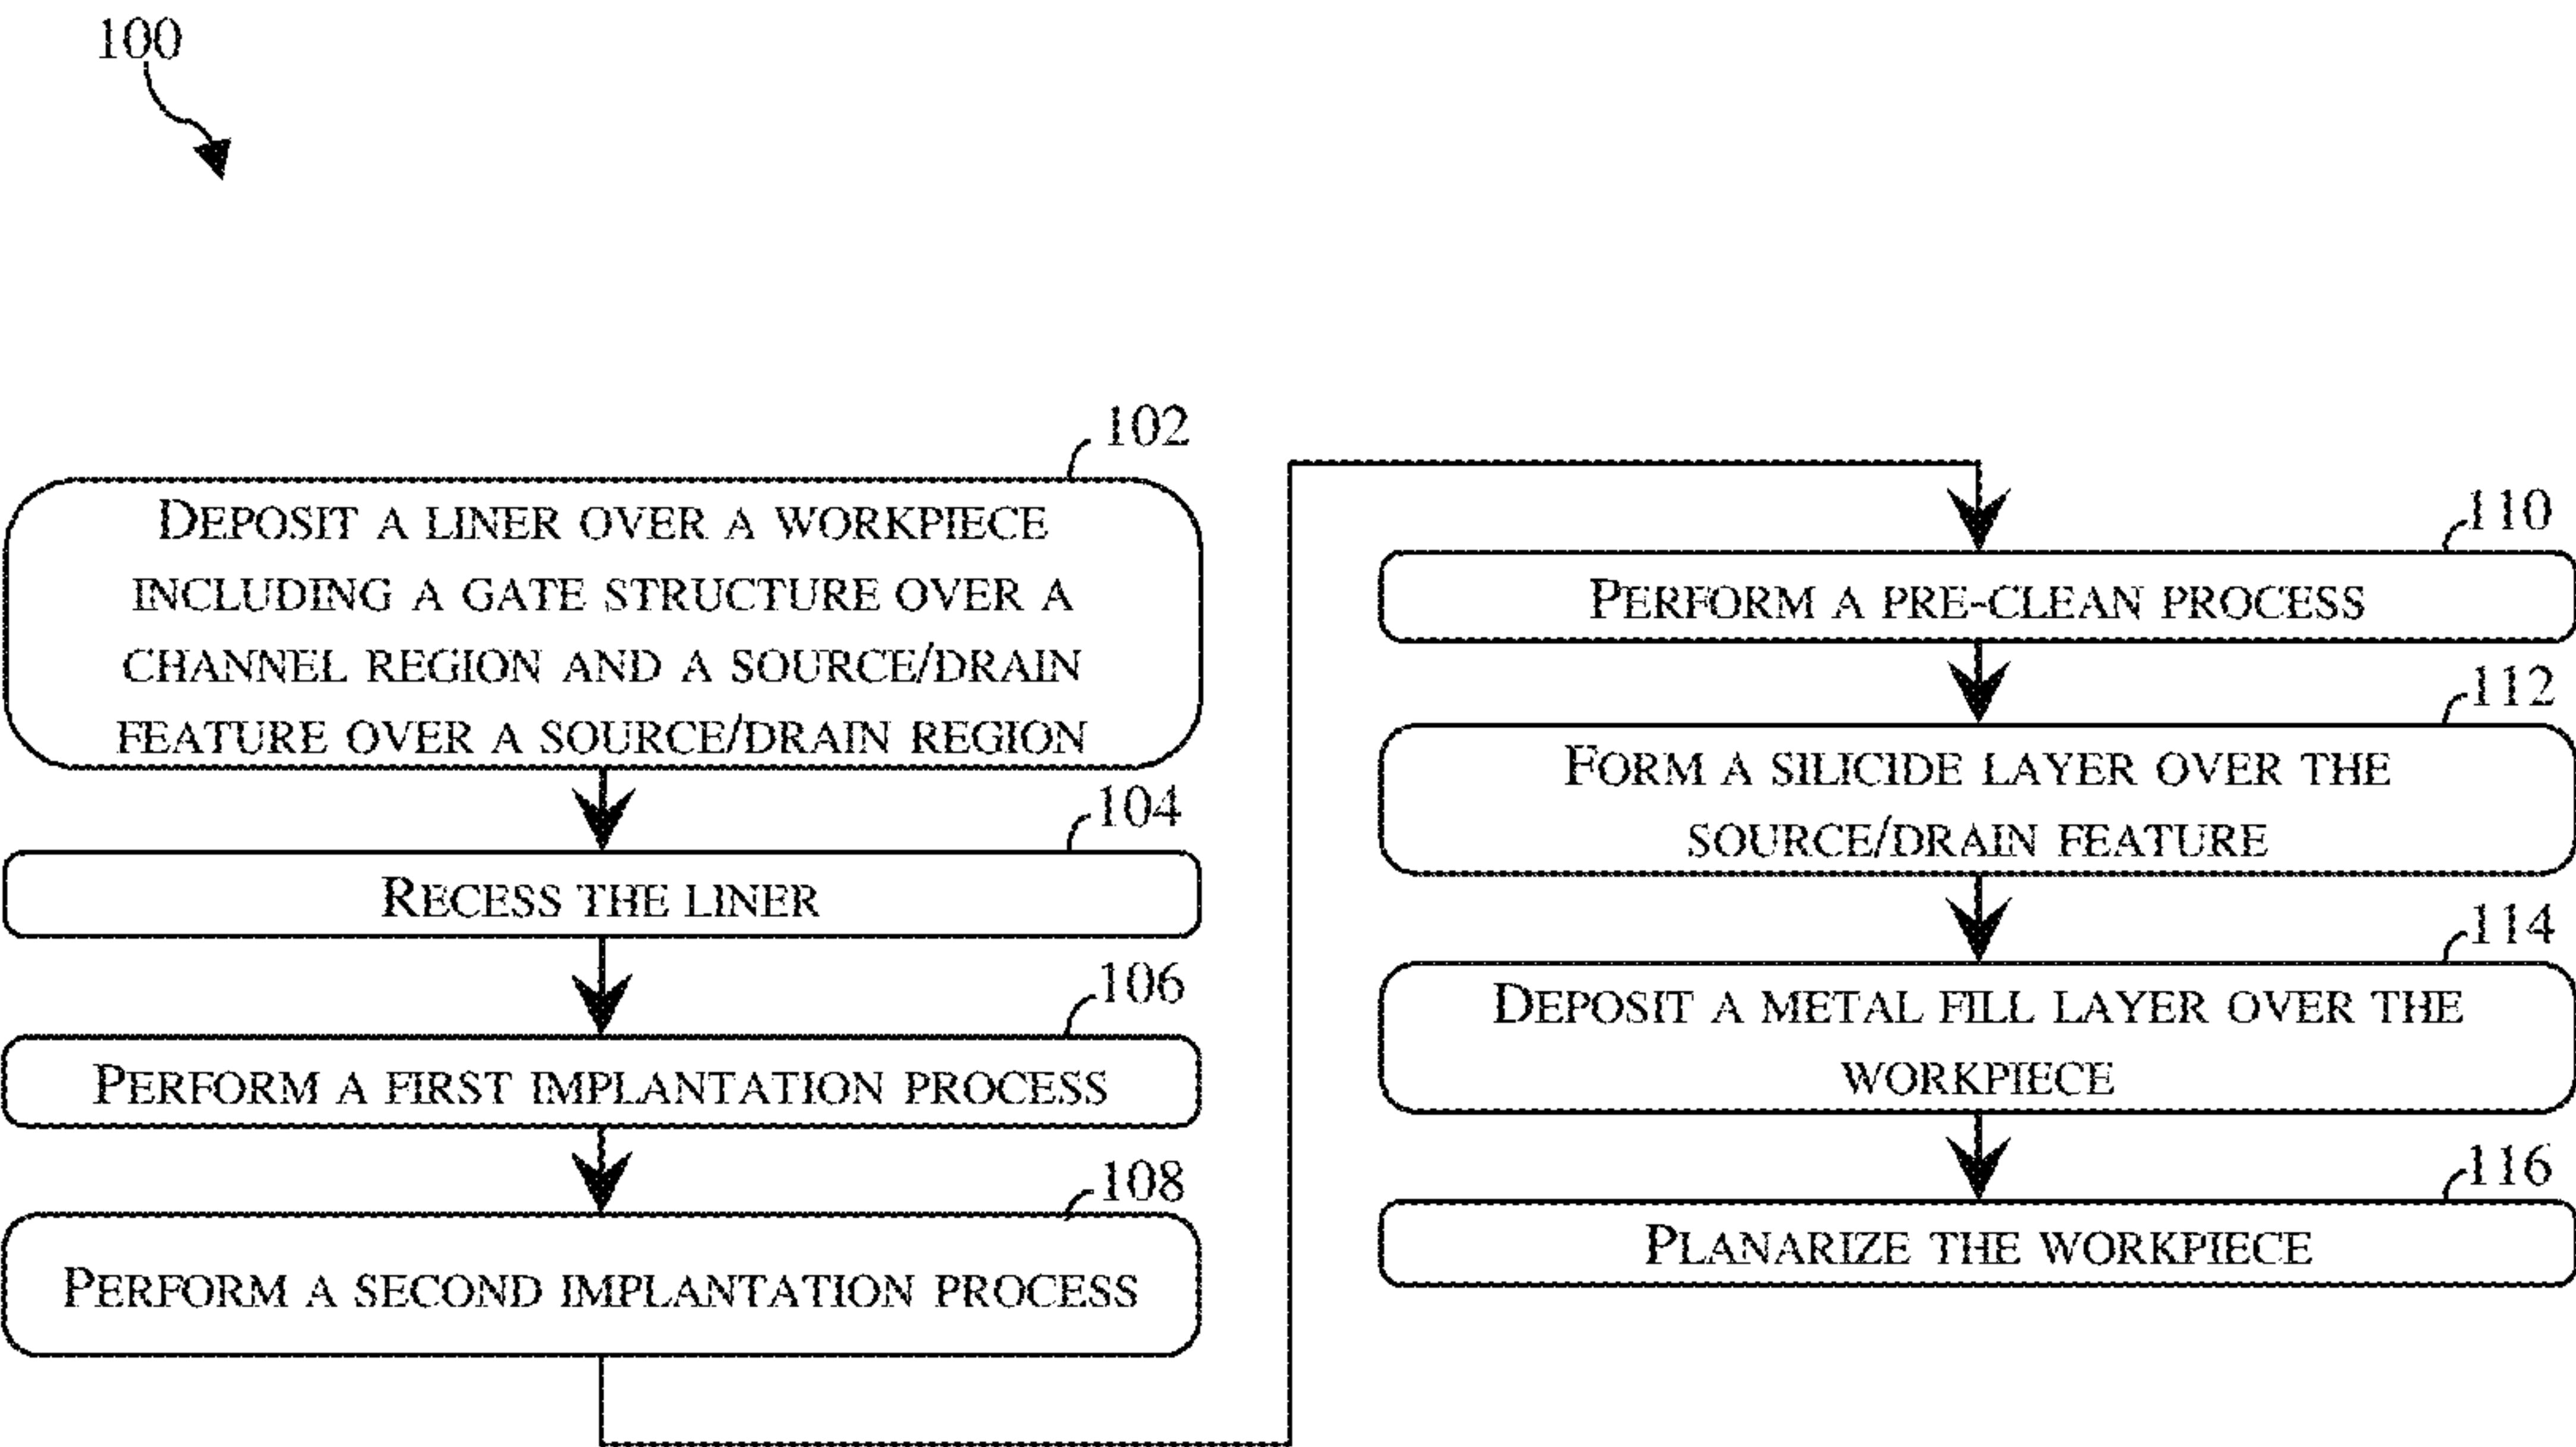 100
102
DEPOSIT A LINER OVER A WORKPIECE
INCLUDING A GATE STRUCTURE OVER A
CHANNEL REGION AND A SOURCE/DRAIN
FEATURE OVER A SOURCE/DRAIN REGION
104
RECESS THE LINER
106
PERFORM A FIRST IMPLANTATION PROCESS
108
PERFORM A SECOND IMPLANTATION PROCESS
110
PERFORM A PRE-CLEAN PROCESS
112
FORM A SILICIDE LAYER OVER THE
SOURCE/DRAIN FEATURE
114
DEPOSIT A METAL FILL LAYER OVER THE
WORKPIECE
116
PLANARIZE THE WORKPIECE